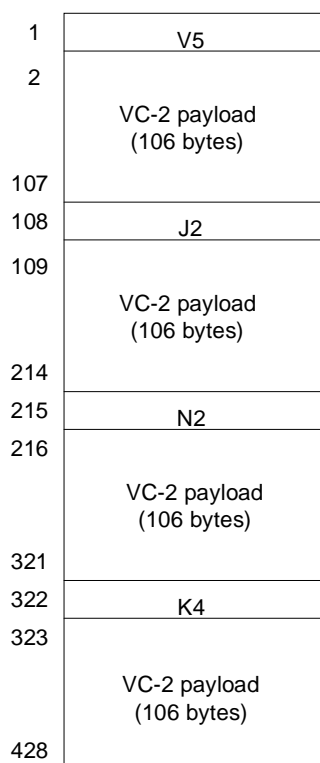 1
V5
2
VC-2 payload
(106 bytes)
107
108
J2
109
VC-2 payload
(106 bytes)
214
215
N2
216
VC-2 payload
(106 bytes)
321
322
K4
323
VC-2 payload
(106 bytes)
428